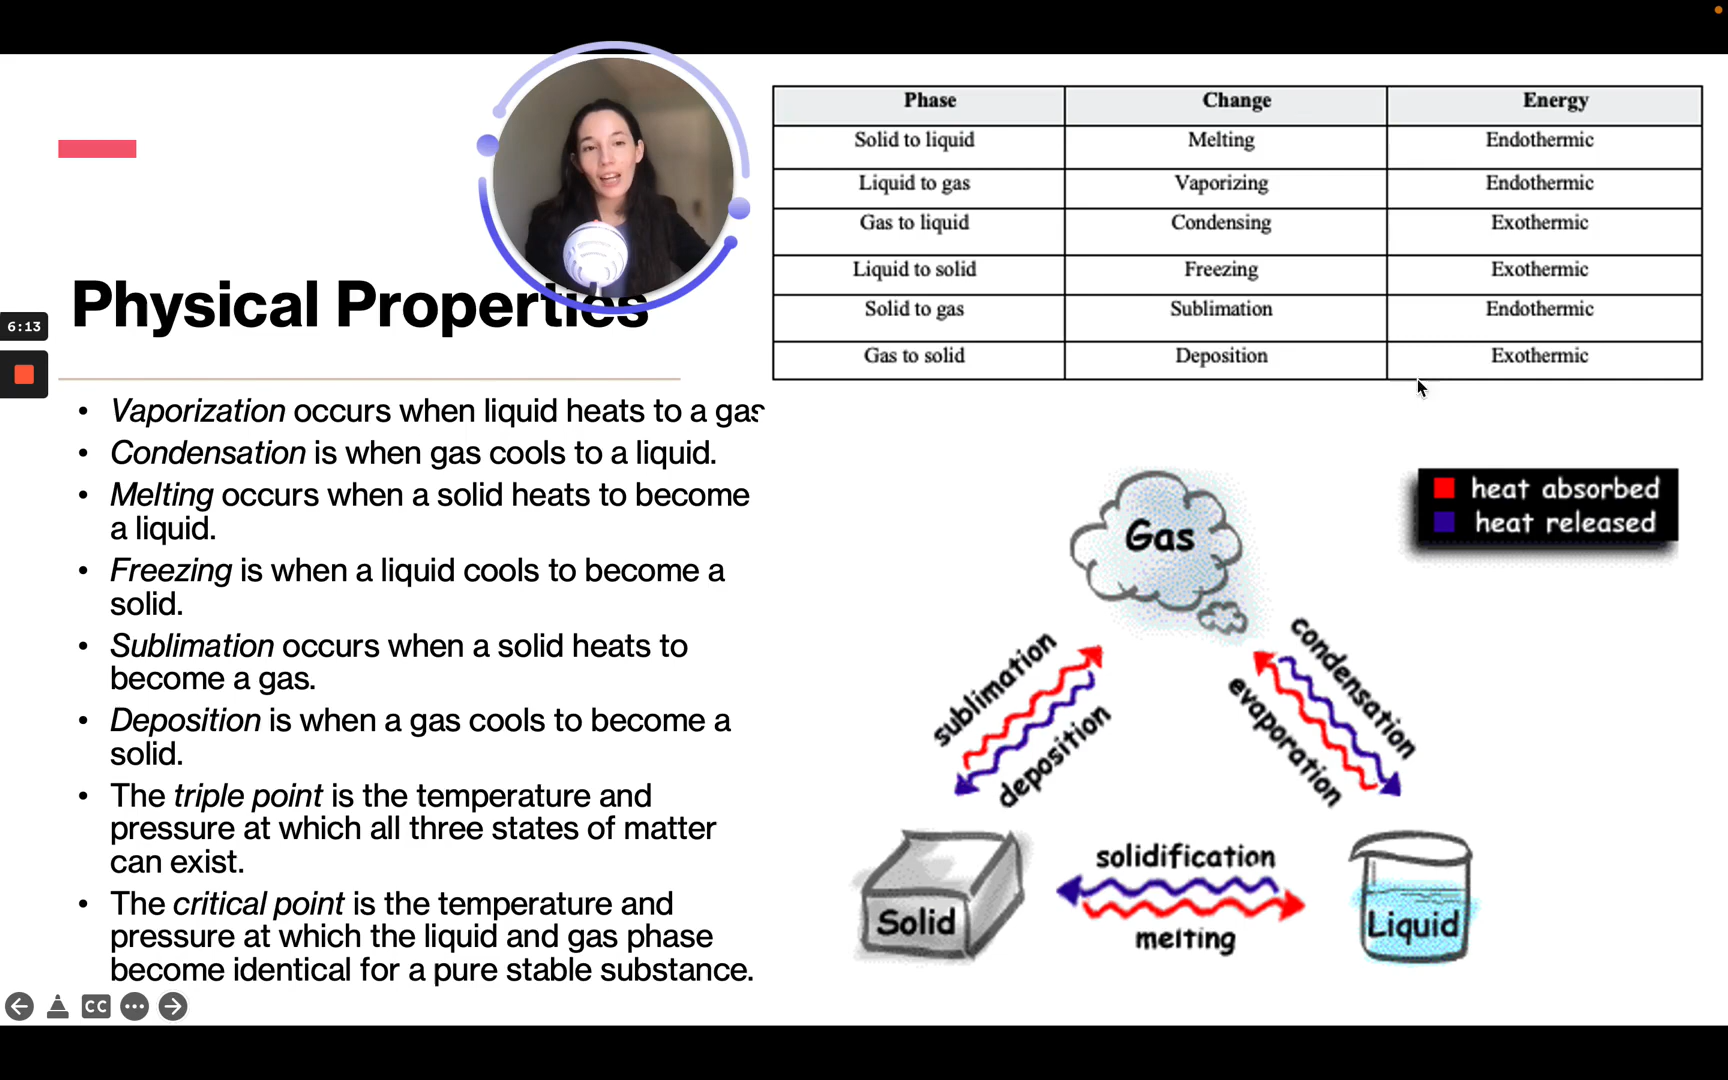 Physical Properties
6:13
• Vaporization occurs when liquid heats to a gas
• Condensation is when gas cools to a liquid.
• Melting occurs when a solid heats to become
a liquid.
• Freezing is when a liquid cools to become a
solid.
• Sublimation occurs when a solid heats to
become a gas.
• Deposition is when a gas cools to become a
solid.
• The triple point is the temperature and
pressure at which all three states of matter
can exist.
• The critical point is the temperature and
pressure at which the liquid and gas phase
become identical for a pure stable substance.
CC
Phase Change Energy
Solid to liquid Melting Endothermic
Liquid to gas Vaporizing Endothermic
Gas to liquid Condensing Exothermic
Liquid to solid Freezing Exothermic
Solid to gas Sublimation Endothermic
Gas to solid Deposition Exothermic
heat absorbed
heat released
Gas
sublimation
deposition
condensation
evaporation
solidification
melting
Solid
Liquid